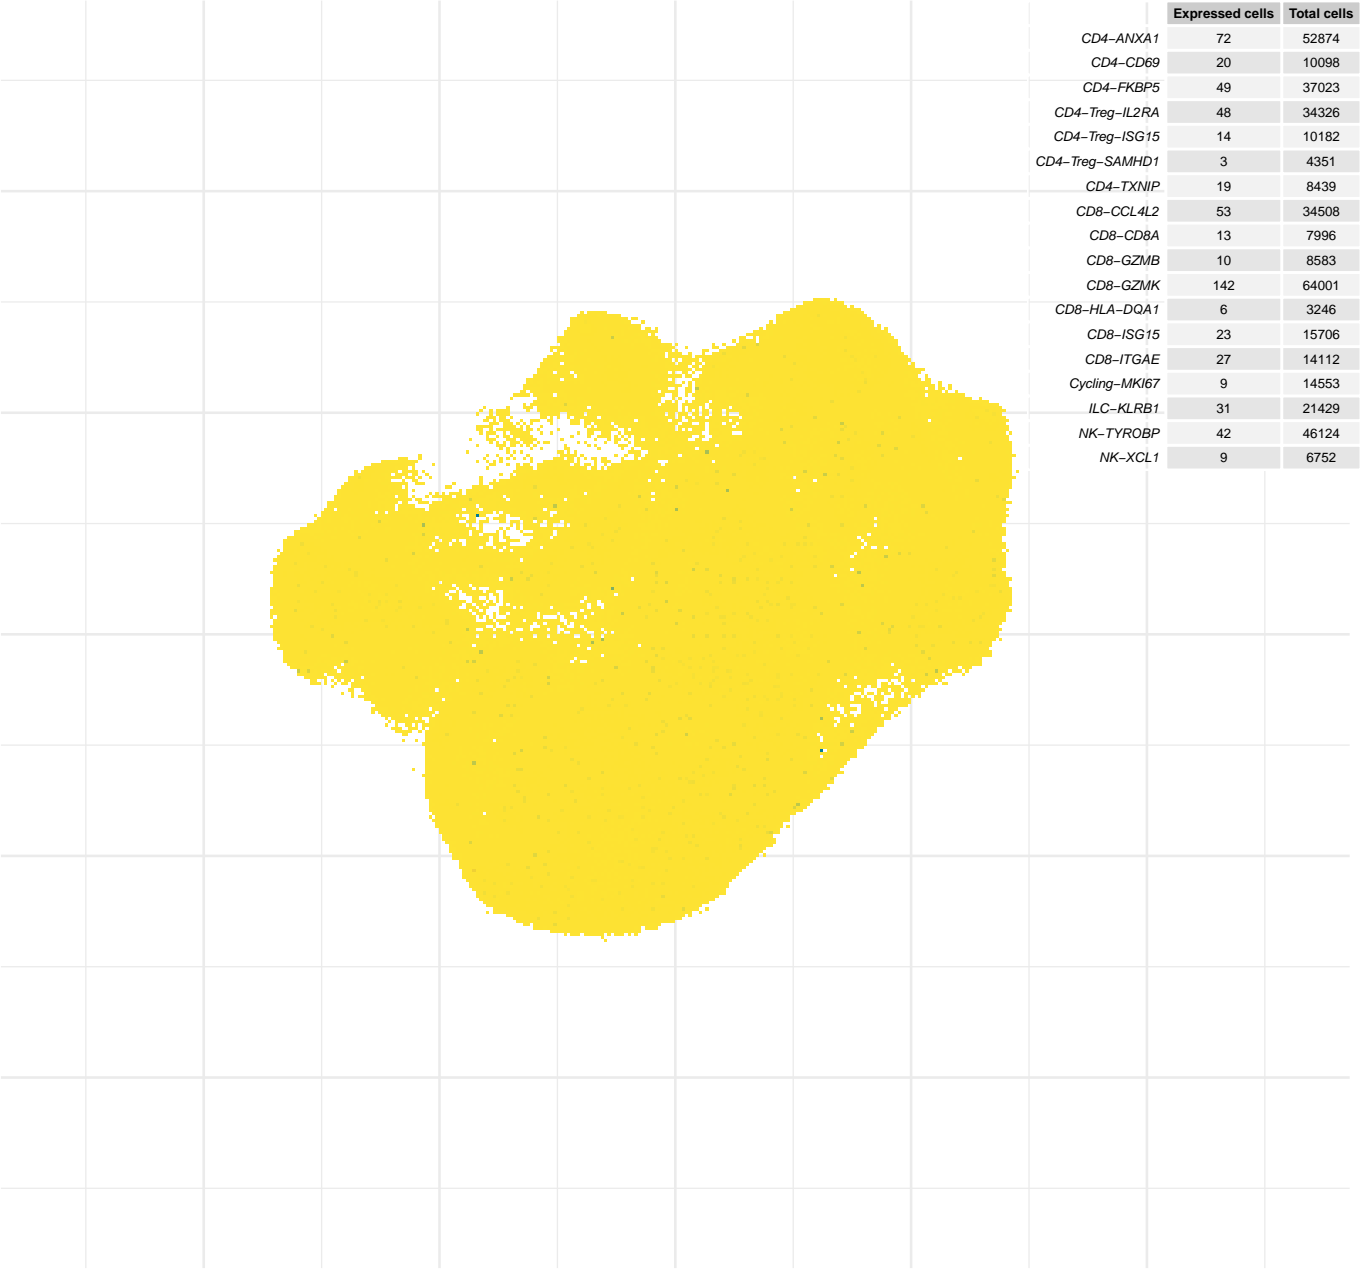 Expressed cells Total cells
CD4−ANXA1 72 52874
CD4−CD69 20 10098
CD4−FKBP5 49 37023
CD4−Treg−IL2RA 48 34326
CD4−Treg−ISG15 14 10182
CD4−Treg−SAMHD1 3 4351
CD4−TXNIP 19 8439
CD8−CCL4L2 53 34508
CD8−CD8A 13 7996
CD8−GZMB 10 8583
CD8−GZMK 142 64001
CD8−HLA−DQA1 6 3246
CD8−ISG15 23 15706
CD8−ITGAE 27 14112
Cycling−MKI67 9 14553
ILC−KLRB1 31 21429
NK−TYROBP 42 46124
NK−XCL1 9 6752